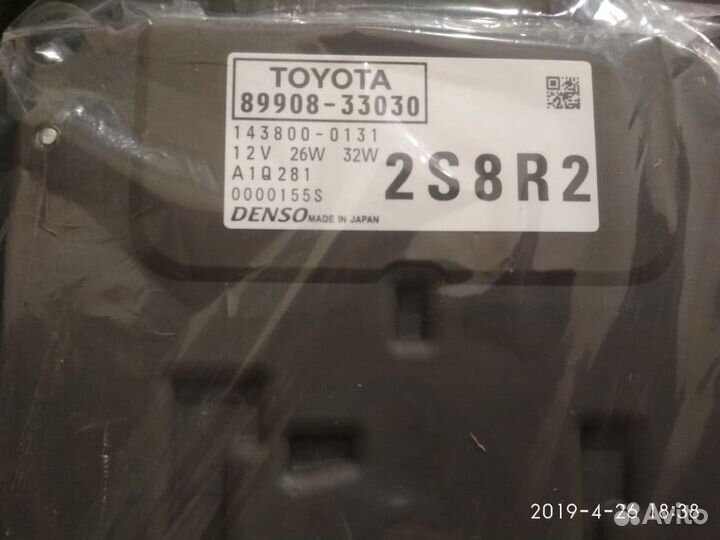 TOYOTA
89908-33030
143800-0131
12V 26W 32W
A1Q281
0000155S
2S8R2
DENSO MADE IN JAPAN
2019-4-26 18:38
Avito